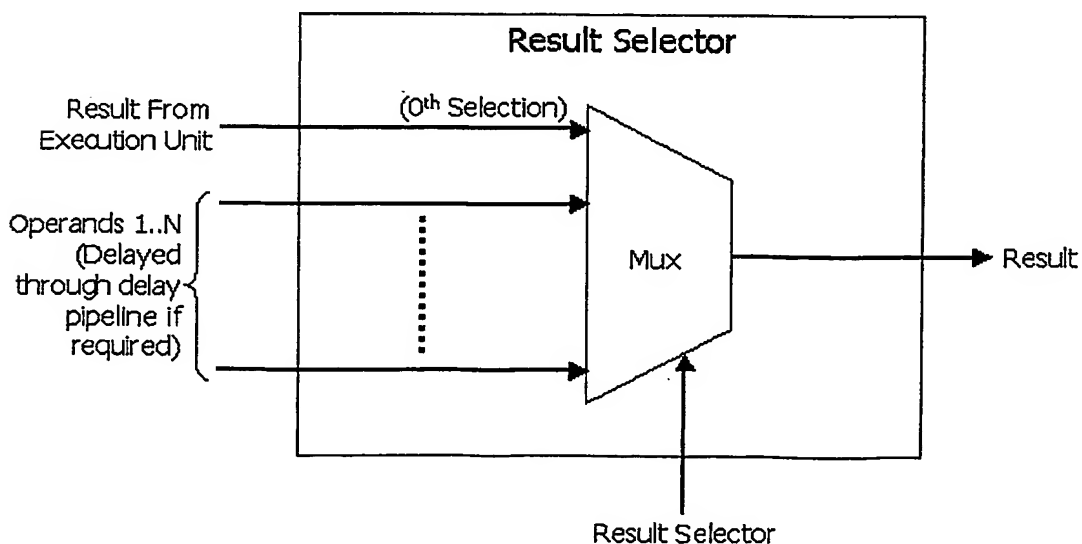 Result Selector
Result From
Execution Unit
(0th Selection)
Operands 1..N
(Delayed
through delay
pipeline if
required)
Mux
Result
Result Selector